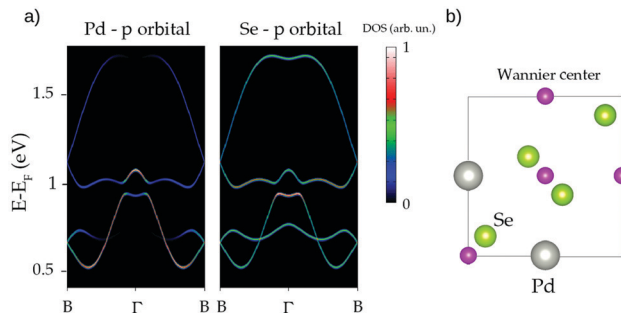 a)
Pd - p orbital
Se - p orbital
DOS (arb. un.)
b)
1
0
Wannier center
E-E_F (eV)
1.5
1
0.5
B
Γ
B
B
Γ
B
Se
Pd